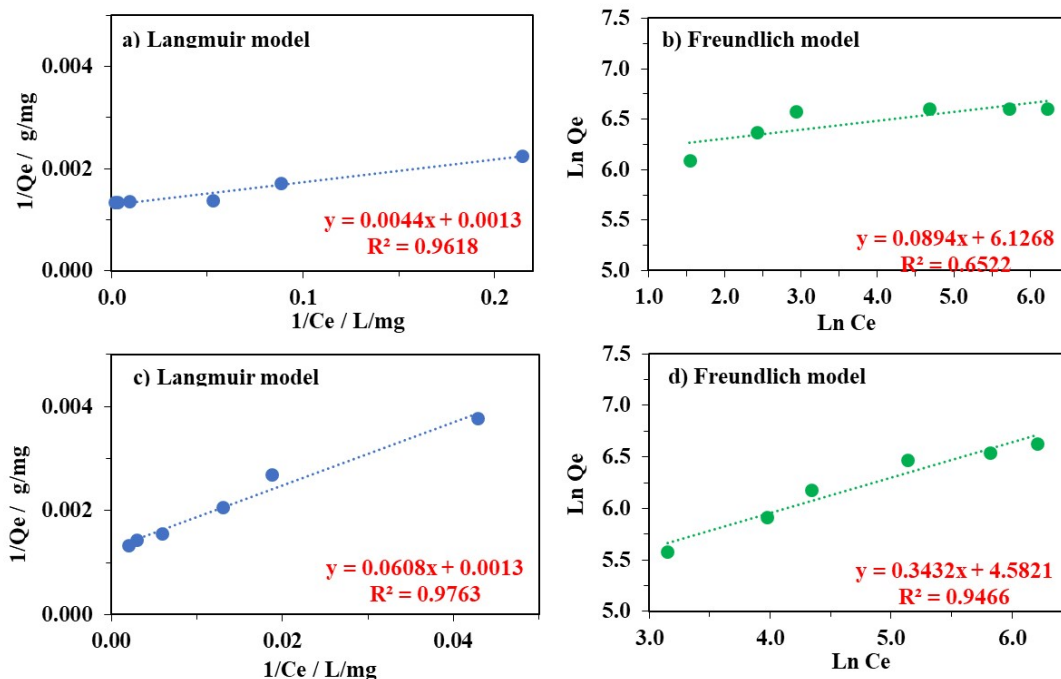 a) Langmuir model
0.004
0.002
0.000
1/Qe / g/mg
y = 0.0044x + 0.0013
R² = 0.9618
0.0
0.1
0.2
1/Ce / L/mg
b) Freundlich model
7.5
7.0
6.5
6.0
5.5
5.0
Ln Qe
y = 0.0894x + 6.1268
R² = 0.6522
1.0
2.0
3.0
4.0
5.0
6.0
Ln Ce
c) Langmuir model
0.004
0.002
0.000
1/Qe / g/mg
y = 0.0608x + 0.0013
R² = 0.9763
0.00
0.02
0.04
1/Ce / L/mg
d) Freundlich model
7.5
7.0
6.5
6.0
5.5
5.0
Ln Qe
y = 0.3432x + 4.5821
R² = 0.9466
3.0
4.0
5.0
6.0
Ln Ce